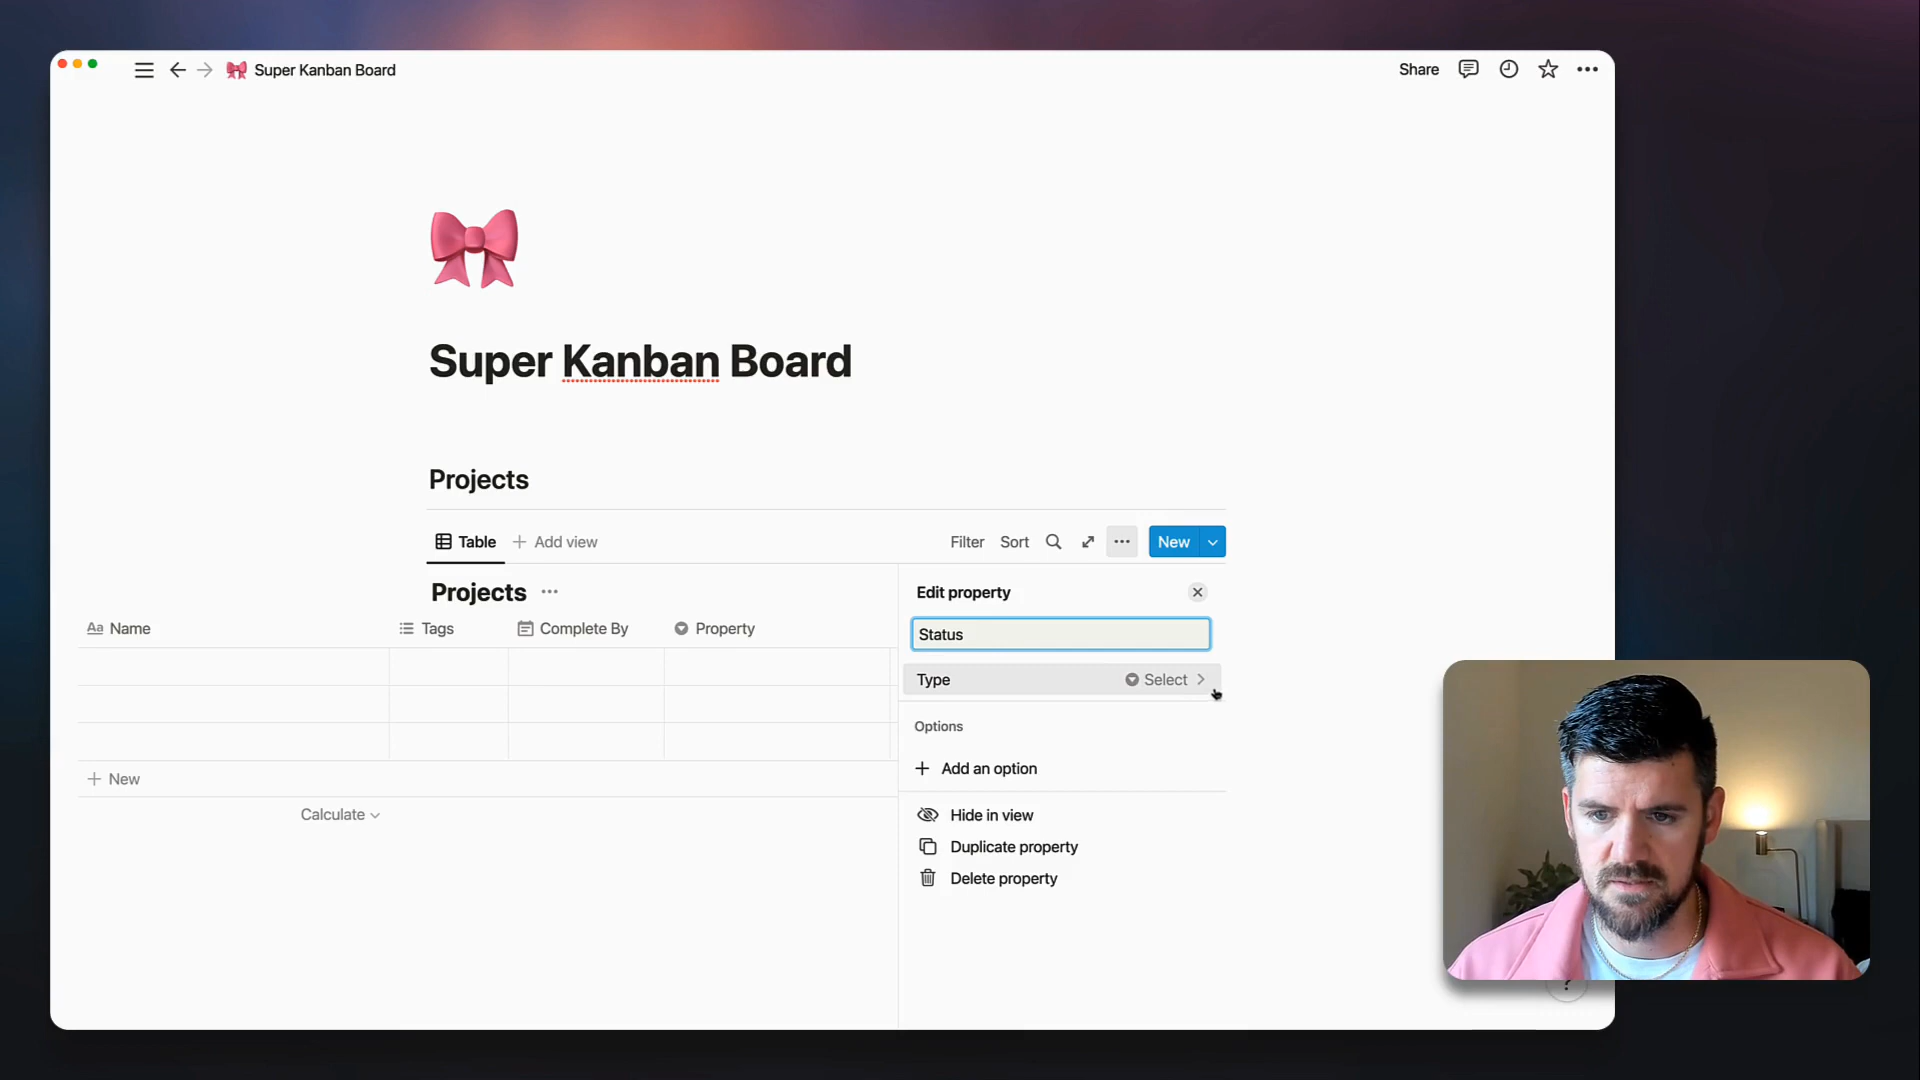 Super Kanban Board
Share
Super Kanban Board
Projects
Table
Add view
Filter
Sort
New
Projects
Edit property
Status
Aa Name
Tags
Complete By
Property
Type
Select
Options
Add an option
New
Calculate
Hide in view
Duplicate property
Delete property
?